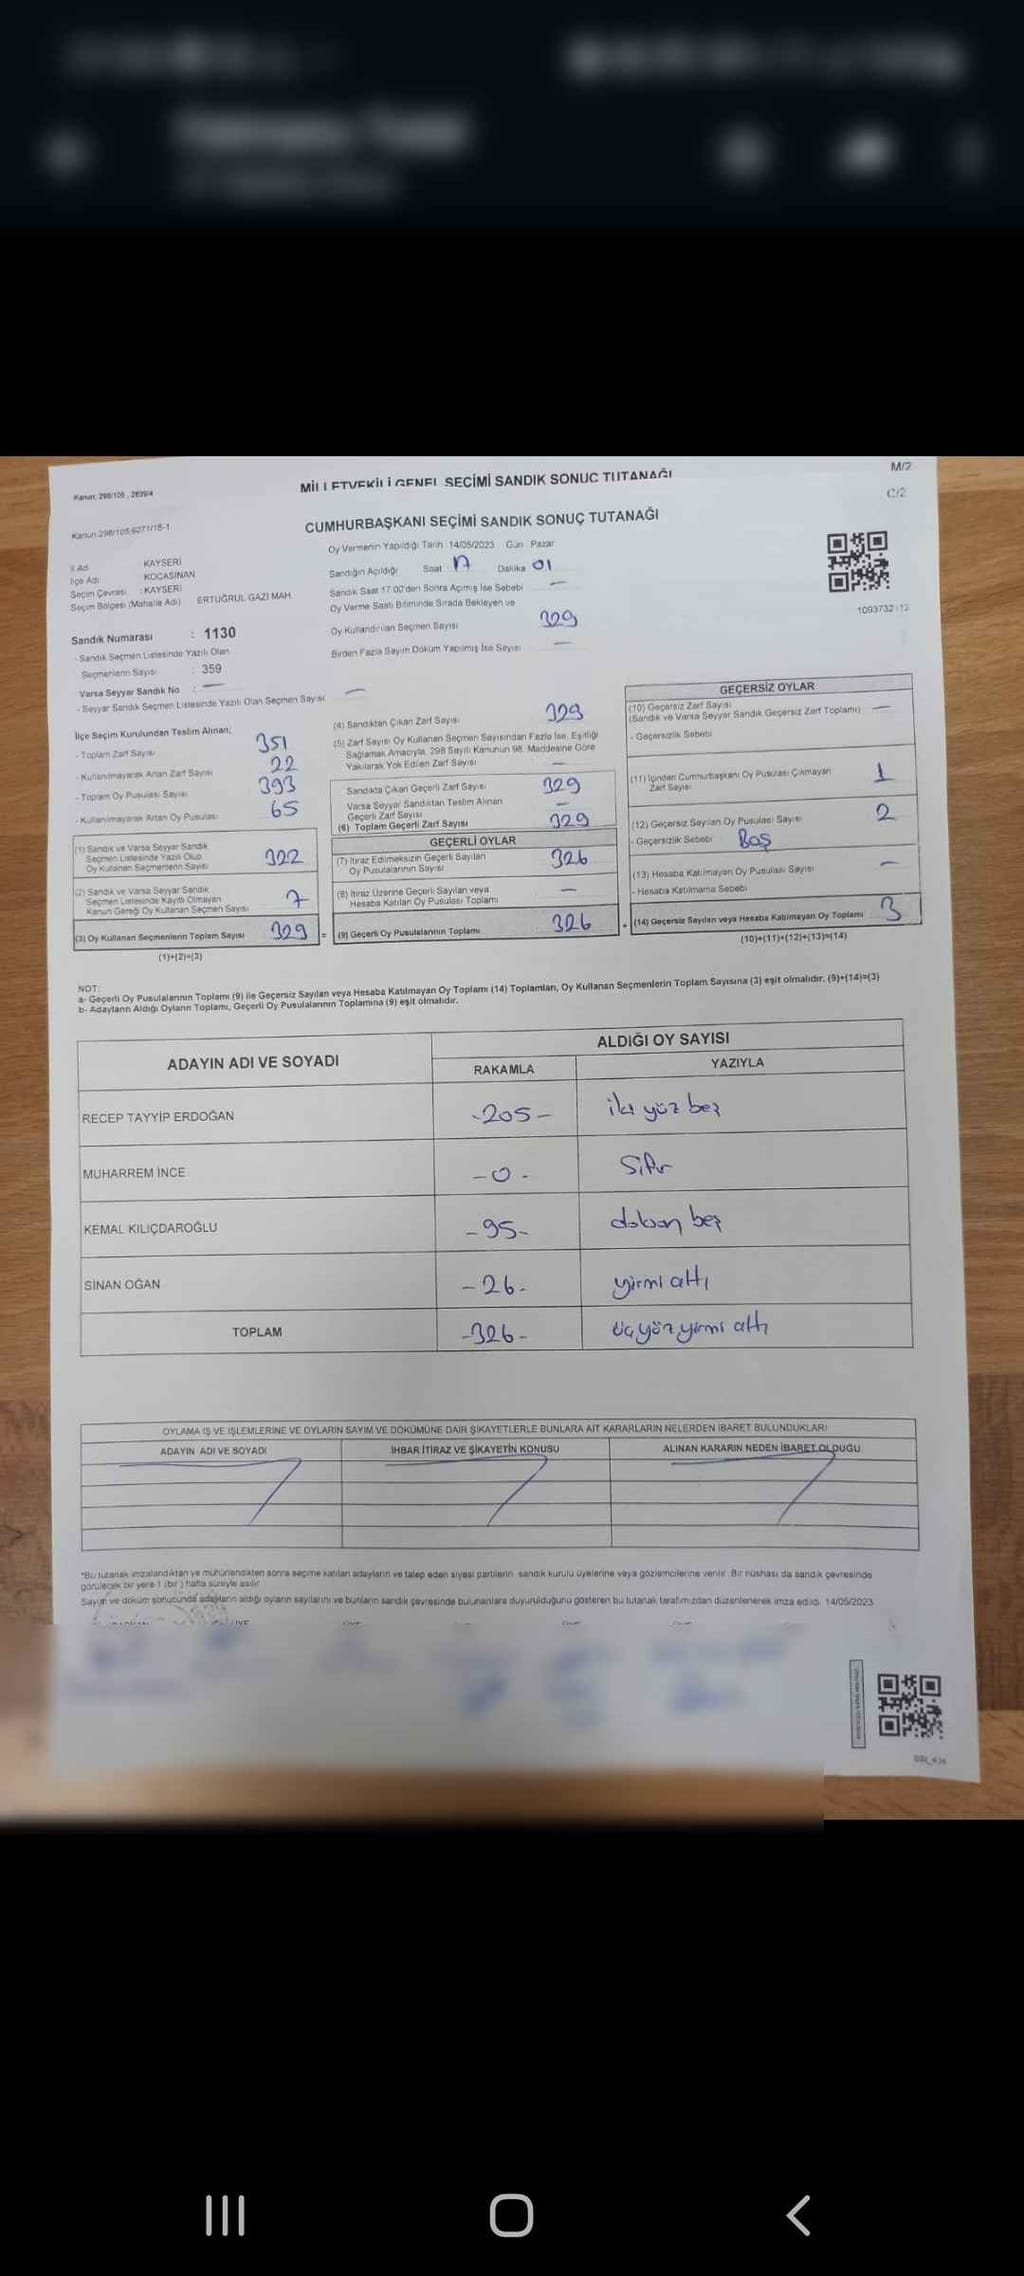 Kanun: 298/105 , 2839/4
MİLLETVEKİLİ GENEL SEÇİMİ SANDIK SONUÇ TUTANAĞI
M/2
Kanun:298/105,6271/18-1
CUMHURBAŞKANI SEÇİMİ SANDIK SONUÇ TUTANAĞI
C/2
İl Adı KAYSERİ
İlçe Adı KOCASİNAN
Seçim Çevresi : KAYSERİ
Seçim Bölgesi (Mahalle Adı) ERTUĞRUL GAZİ MAH.
Sandık Numarası : 1130
- Sandık Seçmen Listesinde Yazılı Olan
Seçmenlerin Sayısı : 359
Varsa Seyyar Sandık No : —
- Seyyar Sandık Seçmen Listesinde Yazılı Olan Seçmen Sayısı —
Oy Vermenin Yapıldığı Tarih :14/05/2023 Gün : Pazar
Sandığın Açıldığı Saat 17 Dakika 01
Sandık Saat 17:00'den Sonra Açılmış İse Sebebi —
Oy Verme Saati Bitiminde Sırada Bekleyen ve
Oy Kullandırılan Seçmen Sayısı 329
Birden Fazla Sayım Döküm Yapılmış İse Sayısı —
1093732 12
İlçe Seçim Kurulundan Teslim Alınan;
- Toplam Zarf Sayısı 351
- Kullanılmayarak Artan Zarf Sayısı 22
- Toplam Oy Pusulası Sayısı 393
- Kullanılmayarak Artan Oy Pusulası 65
(1) Sandık ve Varsa Seyyar Sandık
Seçmen Listesinde Yazılı Olup
Oy Kullanan Seçmenlerin Sayısı 322
(2) Sandık ve Varsa Seyyar Sandık
Seçmen Listesinde Kayıtlı Olmayan
Kanun Gereği Oy Kullanan Seçmen Sayısı 7
(3) Oy Kullanan Seçmenlerin Toplam Sayısı 329 =
(1)+(2)=(3)
(4) Sandıktan Çıkan Zarf Sayısı 329
(5) Zarf Sayısı Oy Kullanan Seçmen Sayısından Fazla İse, Eşitliği
Sağlamak Amacıyla, 298 Sayılı Kanunun 98. Maddesine Göre
Yakılarak Yok Edilen Zarf Sayısı —
Sandıkta Çıkan Geçerli Zarf Sayısı 329
Varsa Seyyar Sandıktan Teslim Alınan
Geçerli Zarf Sayısı —
(6) Toplam Geçerli Zarf Sayısı 329
GEÇERLİ OYLAR
(7) İtiraz Edilmeksizin Geçerli Sayılan
Oy Pusulalarının Sayısı 326
(8) İtiraz Üzerine Geçerli Sayılan veya
Hesaba Katılan Oy Pusulası Toplamı —
(9) Geçerli Oy Pusulalarının Toplamı 326 +
GEÇERSİZ OYLAR
(10) Geçersiz Zarf Sayısı
(Sandık ve Varsa Seyyar Sandık Geçersiz Zarf Toplamı) —
- Geçersizlik Sebebi
(11) İçinden Cumhurbaşkanı Oy Pusulası Çıkmayan
Zarf Sayısı 1
(12) Geçersiz Sayılan Oy Pusulası Sayısı 2
- Geçersizlik Sebebi Boş
(13) Hesaba Katılmayan Oy Pusulası Sayısı —
- Hesaba Katılmama Sebebi
(14) Geçersiz Sayılan veya Hesaba Katılmayan Oy Toplamı 3
(10)+(11)+(12)+(13)=(14)
NOT:
a- Geçerli Oy Pusulalarının Toplamı (9) ile Geçersiz Sayılan veya Hesaba Katılmayan Oy Toplamı (14) Toplamları, Oy Kullanan Seçmenlerin Toplam Sayısına (3) eşit olmalıdır. (9)+(14)=(3)
b- Adayların Aldığı Oyların Toplamı, Geçerli Oy Pusulalarının Toplamına (9) eşit olmalıdır.
ADAYIN ADI VE SOYADI
ALDIĞI OY SAYISI
RAKAMLA YAZIYLA
RECEP TAYYİP ERDOĞAN -205- iki yüz beş
MUHARREM İNCE -0- Sıfır
KEMAL KILIÇDAROĞLU -95- doksan beş
SİNAN OĞAN -26- yirmi altı
TOPLAM -326- üç yüz yirmi altı
OYLAMA İŞ VE İŞLEMLERİNE VE OYLARIN SAYIM VE DÖKÜMÜNE DAİR ŞİKAYETLERLE BUNLARA AİT KARARLARIN NELERDEN İBARET BULUNDUKLARI
ADAYIN ADI VE SOYADI İHBAR İTİRAZ VE ŞİKAYETİN KONUSU ALINAN KARARIN NEDEN İBARET OLDUĞU
*Bu tutanak imzalandıktan ve mühürlendikten sonra seçime katılan adayların ve talep eden siyasi partilerin sandık kurulu üyelerine veya gözlemcilerine verilir. Bir nüshası da sandık çevresinde
görülecek bir yere 1 (bir ) hafta süreyle asılır
Sayım ve döküm sonucunda adayların aldığı oyların sayılarını ve bunların sandık çevresinde bulunanlara duyurulduğunu gösteren bu tutanak tarafımızdan düzenlenerek imza edildi. 14/05/2023